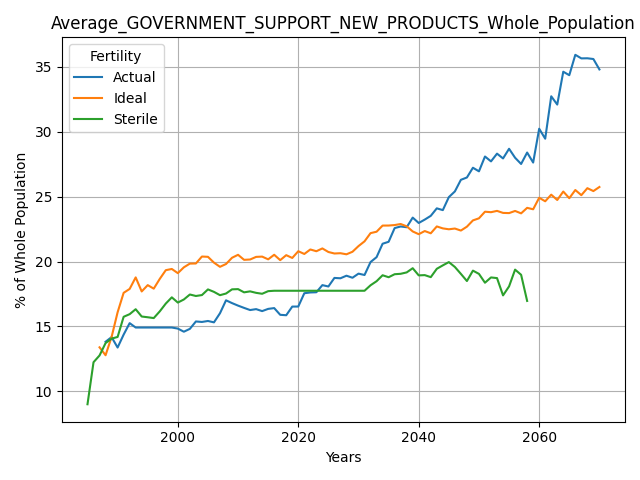 Average_GOVERNMENT_SUPPORT_NEW_PRODUCTS_Whole_Population
Fertility
Actual
Ideal
Sterile
% of Whole Population
35
30
25
20
15
10
2000 2020 2040 2060
Years